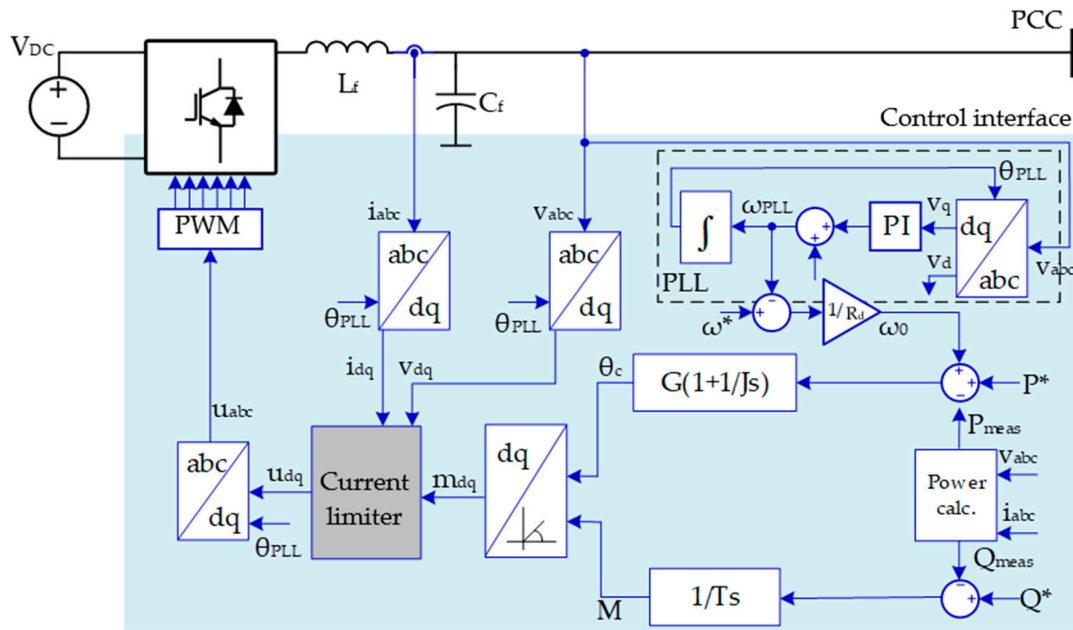 PCC
VDC
Lf
Cf
Control interface
θPLL
iabc
vabc
ωPLL
vq
PWM
∫
PI
dq
abc
vd
vabc
PLL
abc
dq
abc
dq
θPLL
θPLL
ω*
1/Rd
ω0
idq
vdq
θc
G(1+1/Js)
P*
Pmeas
uabc
abc
dq
udq
Current
limiter
mdq
dq
Power
calc.
vabc
iabc
θPLL
Qmeas
M
1/Ts
Q*